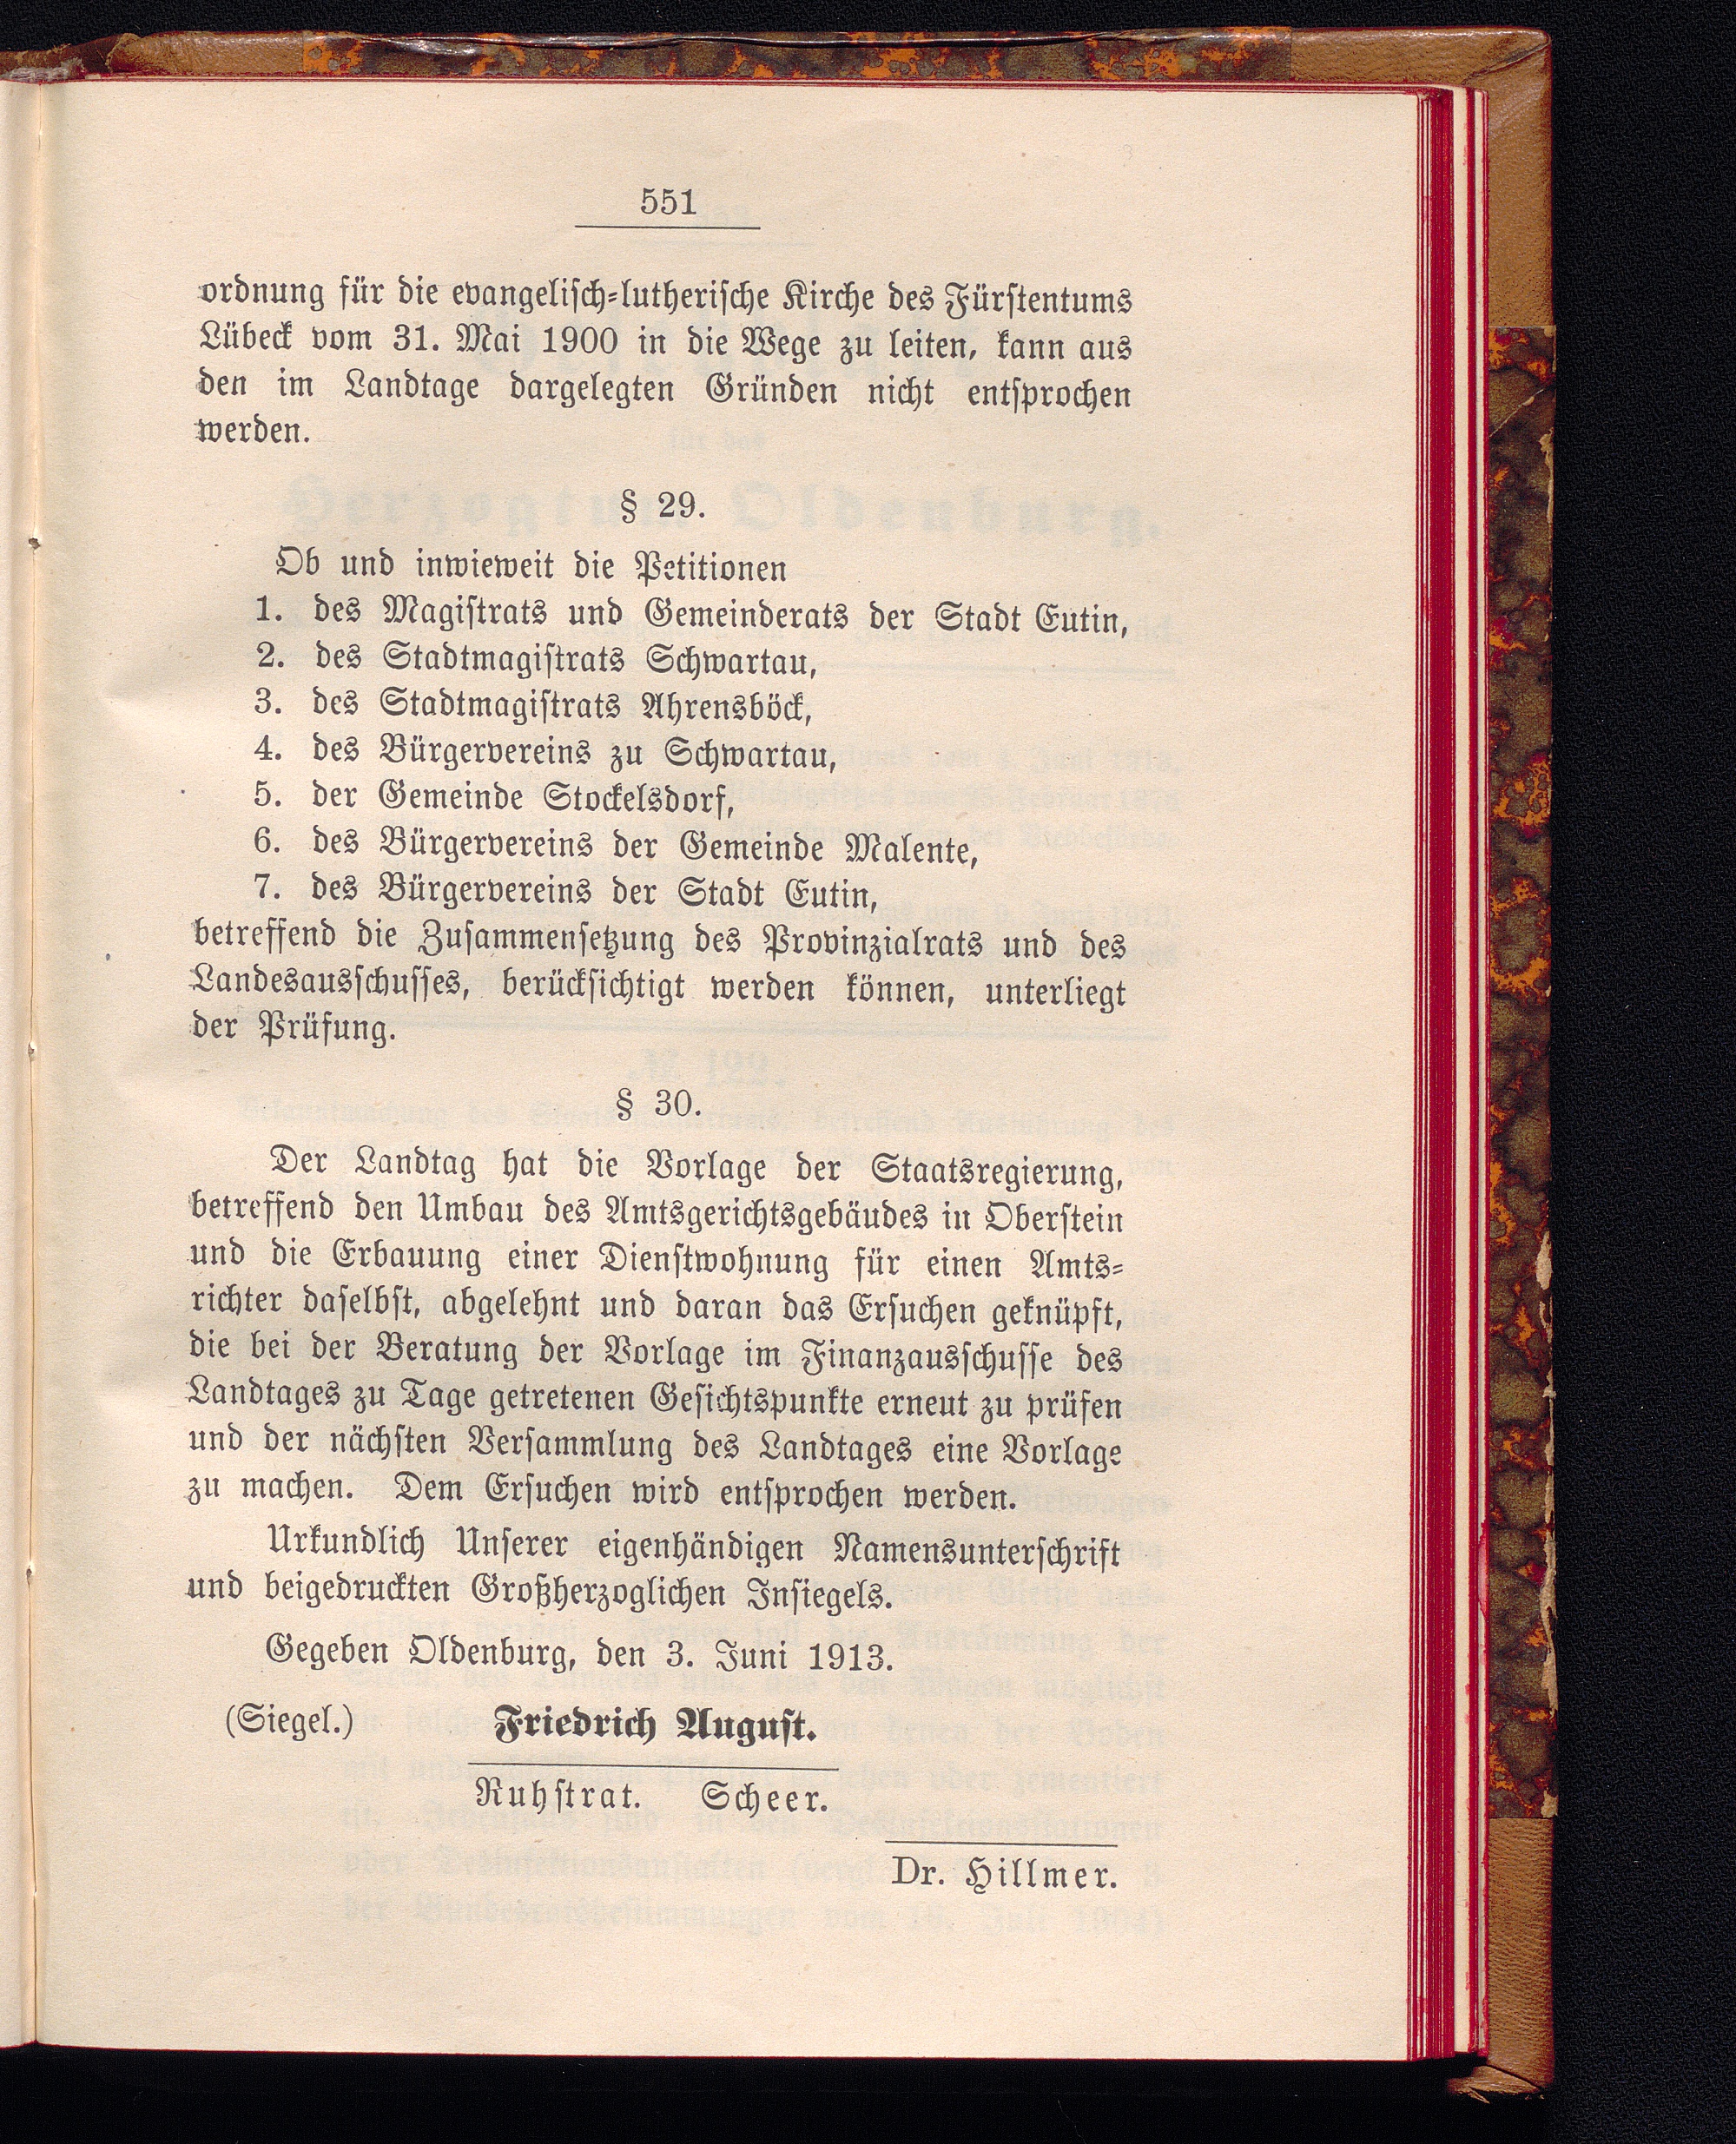 551
ordnung für die evangelisch-lutherische Kirche des Fürstentums
Lübeck vom 31. Mai 1900 in die Wege zu leiten, kann aus
den im Landtage dargelegten Gründen nicht entsprochen
werden.
§ 29.
Ob und inwieweit die Petitionen
1. des Magistrats und Gemeinderats der Stadt Eutin,
2. des Stadtmagistrats Schwartau,
3. des Stadtmagistrats Ahrensböck,
4. des Bürgervereins zu Schwartau,
5. der Gemeinde Stockelsdorf,
6. des Bürgervereins der Gemeinde Malente,
7. des Bürgervereins der Stadt Eutin,
betreffend die Zusammensetzung des Provinzialrats und des
Landesausschusses, berücksichtigt werden können, unterliegt
der Prüfung.
§ 30.
Der Landtag hat die Vorlage der Staatsregierung,
betreffend den Umbau des Amtsgerichtsgebäudes in Oberstein
und die Erbauung einer Dienstwohnung für einen Amts-
richter daselbst, abgelehnt und daran das Ersuchen geknüpft,
die bei der Beratung der Vorlage im Finanzausschusse des
Landtages zu Tage getretenen Gesichtspunkte erneut zu prüfen
und der nächsten Versammlung des Landtages eine Vorlage
zu machen. Dem Ersuchen wird entsprochen werden.
Urkundlich Unserer eigenhändigen Namensunterschrift
und beigedruckten Großherzoglichen Insiegels.
Gegeben Oldenburg, den 3. Juni 1913.
(Siegel.) Friedrich August.
Ruhstrat. Scheer.
Dr. Hillmer.